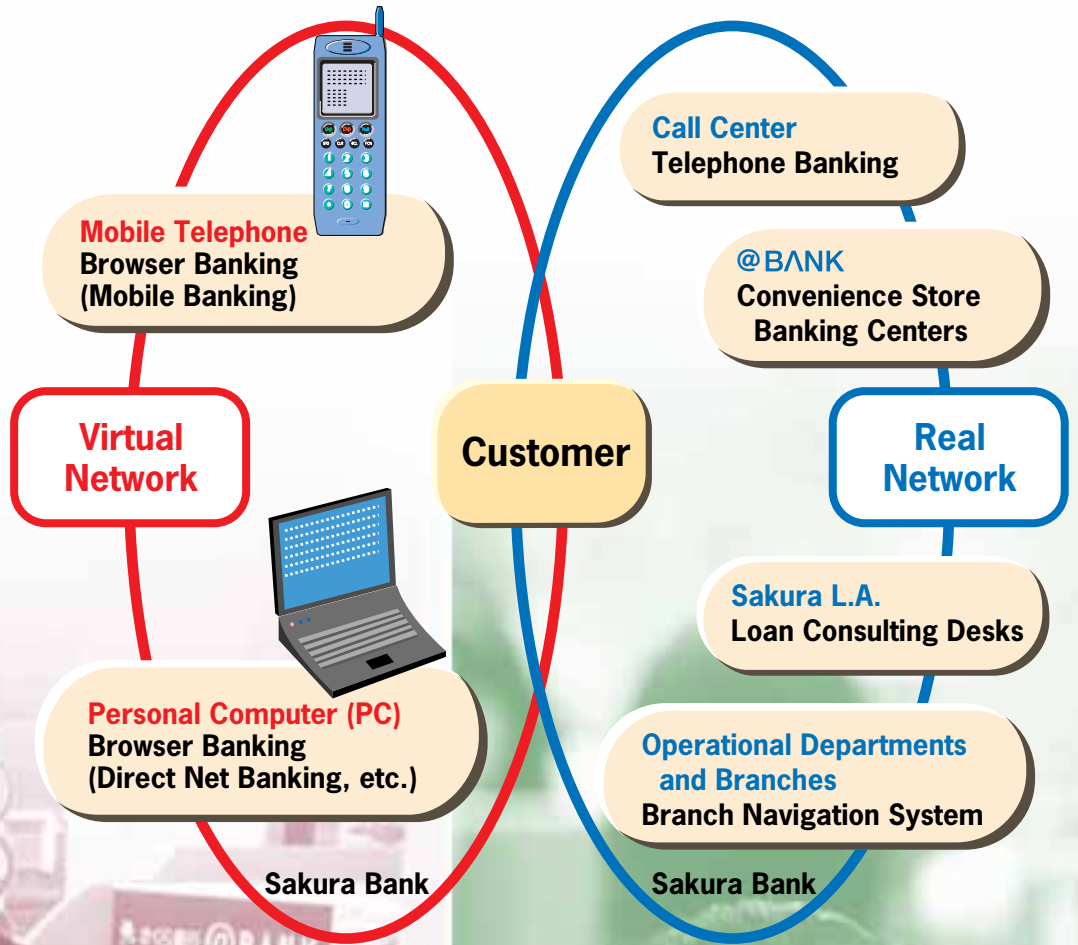 Mobile Telephone
Browser Banking
(Mobile Banking)
Virtual
Network
Personal Computer (PC)
Browser Banking
(Direct Net Banking, etc.)
Sakura Bank
Customer
Call Center
Telephone Banking
@BANK
Convenience Store
Banking Centers
Real
Network
Sakura L.A.
Loan Consulting Desks
Operational Departments
and Branches
Branch Navigation System
Sakura Bank
@BANK